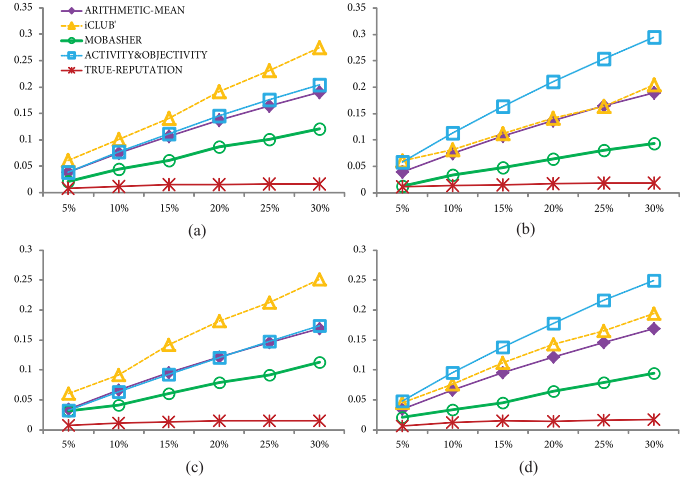 ARITHMETIC-MEAN
iCLUB'
MOBASHER
ACTIVITY&OBJECTIVITY
TRUE-REPUTATION
0.35
0.3
0.25
0.2
0.15
0.1
0.05
0
5% 10% 15% 20% 25% 30%
(a)
0.35
0.3
0.25
0.2
0.15
0.1
0.05
0
5% 10% 15% 20% 25% 30%
(b)
0.3
0.25
0.2
0.15
0.1
0.05
0
5% 10% 15% 20% 25% 30%
(c)
0.3
0.25
0.2
0.15
0.1
0.05
0
5% 10% 15% 20% 25% 30%
(d)